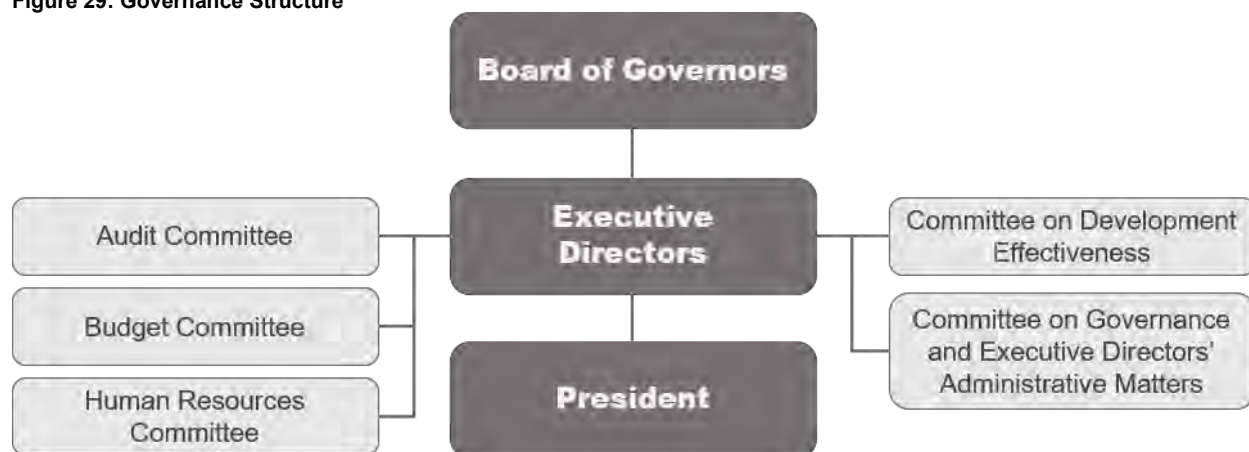 Figure 29: Governance Structure
Board of Governors
Executive
Directors
President
Audit Committee
Budget Committee
Human Resources
Committee
Committee on Development
Effectiveness
Committee on Governance
and Executive Directors'
Administrative Matters